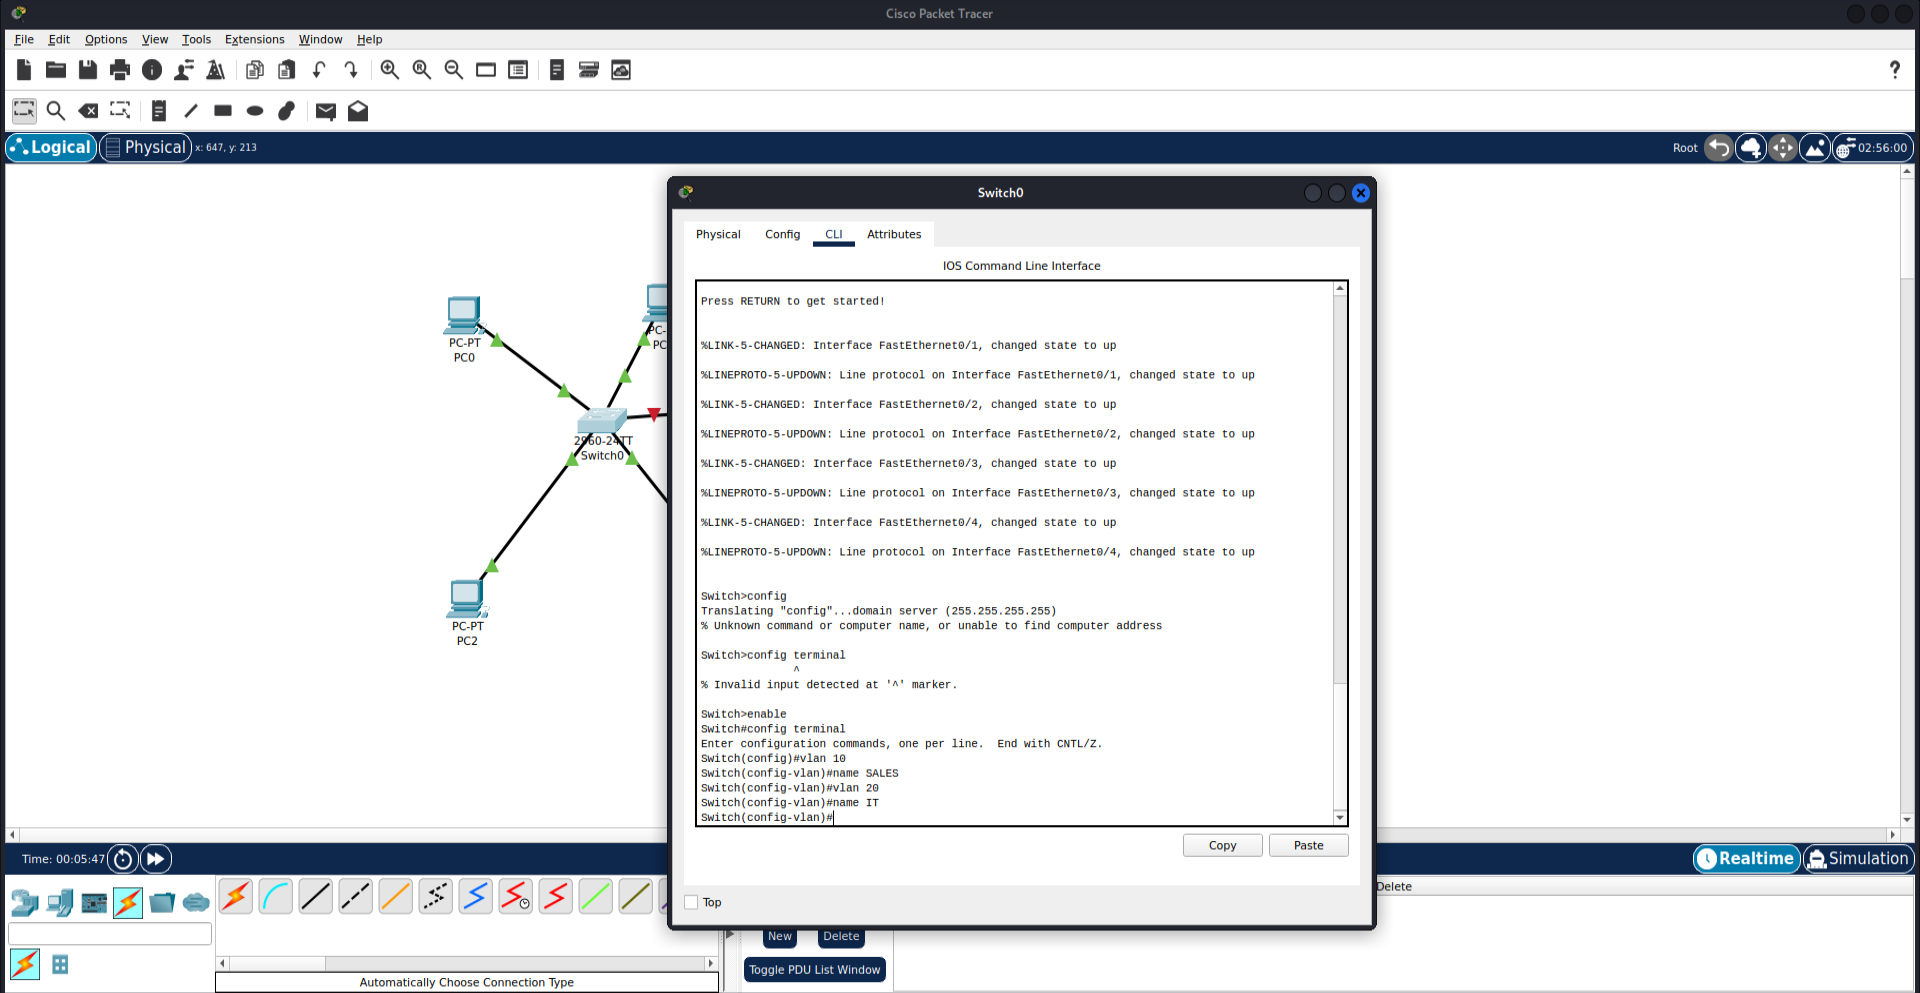 Cisco Packet Tracer
File Edit Options View Tools Extensions Window Help
?
Logical Physical x: 647, y: 213
Root 02:56:00
Switch0
Physical Config CLI Attributes
IOS Command Line Interface
Press RETURN to get started!
%LINK-5-CHANGED: Interface FastEthernet0/1, changed state to up
%LINEPROTO-5-UPDOWN: Line protocol on Interface FastEthernet0/1, changed state to up
%LINK-5-CHANGED: Interface FastEthernet0/2, changed state to up
%LINEPROTO-5-UPDOWN: Line protocol on Interface FastEthernet0/2, changed state to up
%LINK-5-CHANGED: Interface FastEthernet0/3, changed state to up
%LINEPROTO-5-UPDOWN: Line protocol on Interface FastEthernet0/3, changed state to up
%LINK-5-CHANGED: Interface FastEthernet0/4, changed state to up
%LINEPROTO-5-UPDOWN: Line protocol on Interface FastEthernet0/4, changed state to up
Switch>config
Translating "config"...domain server (255.255.255.255)
% Unknown command or computer name, or unable to find computer address
Switch>config terminal
^
% Invalid input detected at '^' marker.
Switch>enable
Switch#config terminal
Enter configuration commands, one per line.  End with CNTL/Z.
Switch(config)#vlan 10
Switch(config-vlan)#name SALES
Switch(config-vlan)#vlan 20
Switch(config-vlan)#name IT
Switch(config-vlan)#
Copy Paste
Top
PC-PT
PC0
PC-
PC
2960-24TT
Switch0
PC-PT
PC2
Time: 00:05:47
Realtime Simulation
Delete
New Delete
Toggle PDU List Window
Automatically Choose Connection Type